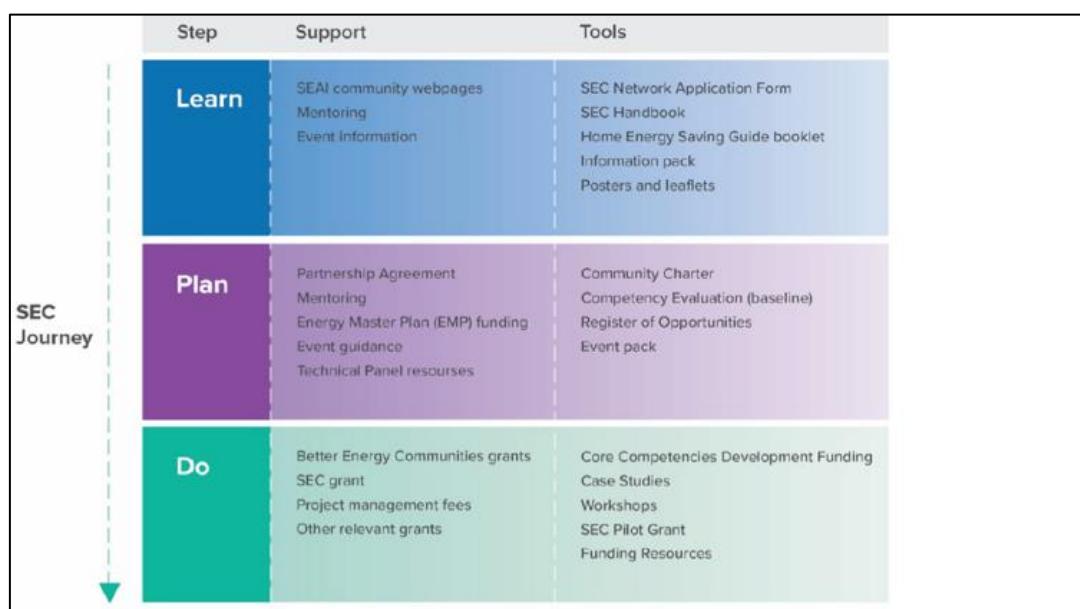 Step Support Tools
Learn
SEAI community webpages
Mentoring
Event Information
SEC Network Application Form
SEC Handbook
Home Energy Saving Guide booklet
Information pack
Posters and leaflets
SEC
Journey
Plan
Partnership Agreement
Mentoring
Energy Master Plan (EMP) funding
Event guidance
Technical Panel resourses
Community Charter
Competency Evaluation (baseline)
Register of Opportunities
Event pack
Do
Better Energy Communities grants
SEC grant
Project management fees
Other relevant grants
Core Competencies Development Funding
Case Studies
Workshops
SEC Pilot Grant
Funding Resources